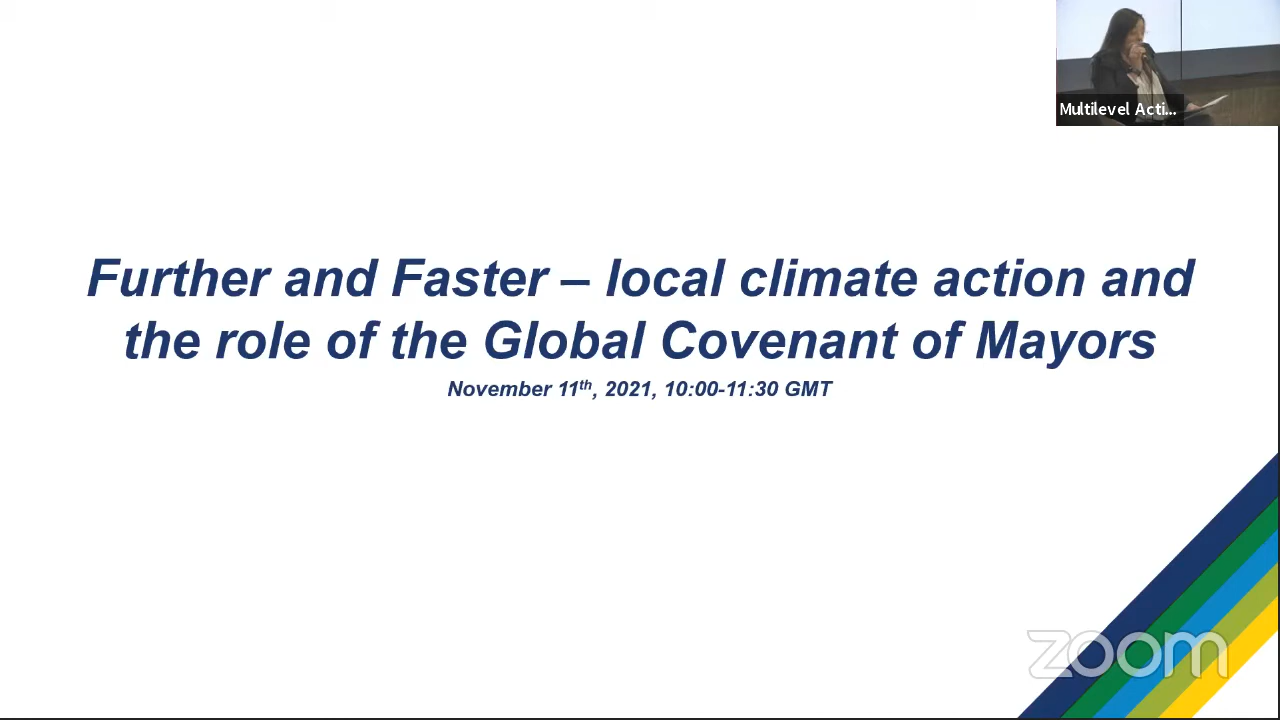 Multilevel Acti...
Further and Faster – local climate action and
the role of the Global Covenant of Mayors
November 11th, 2021, 10:00-11:30 GMT
zoom